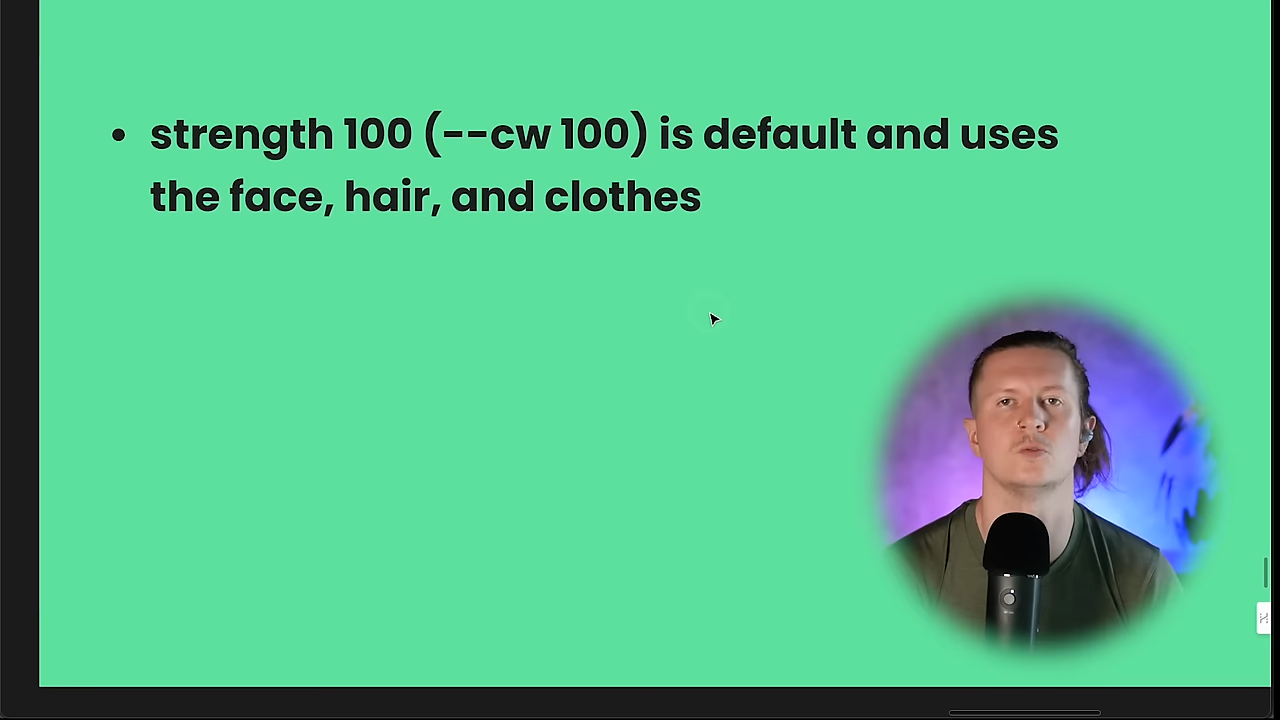 • strength 100 (--cw 100) is default and uses
the face, hair, and clothes